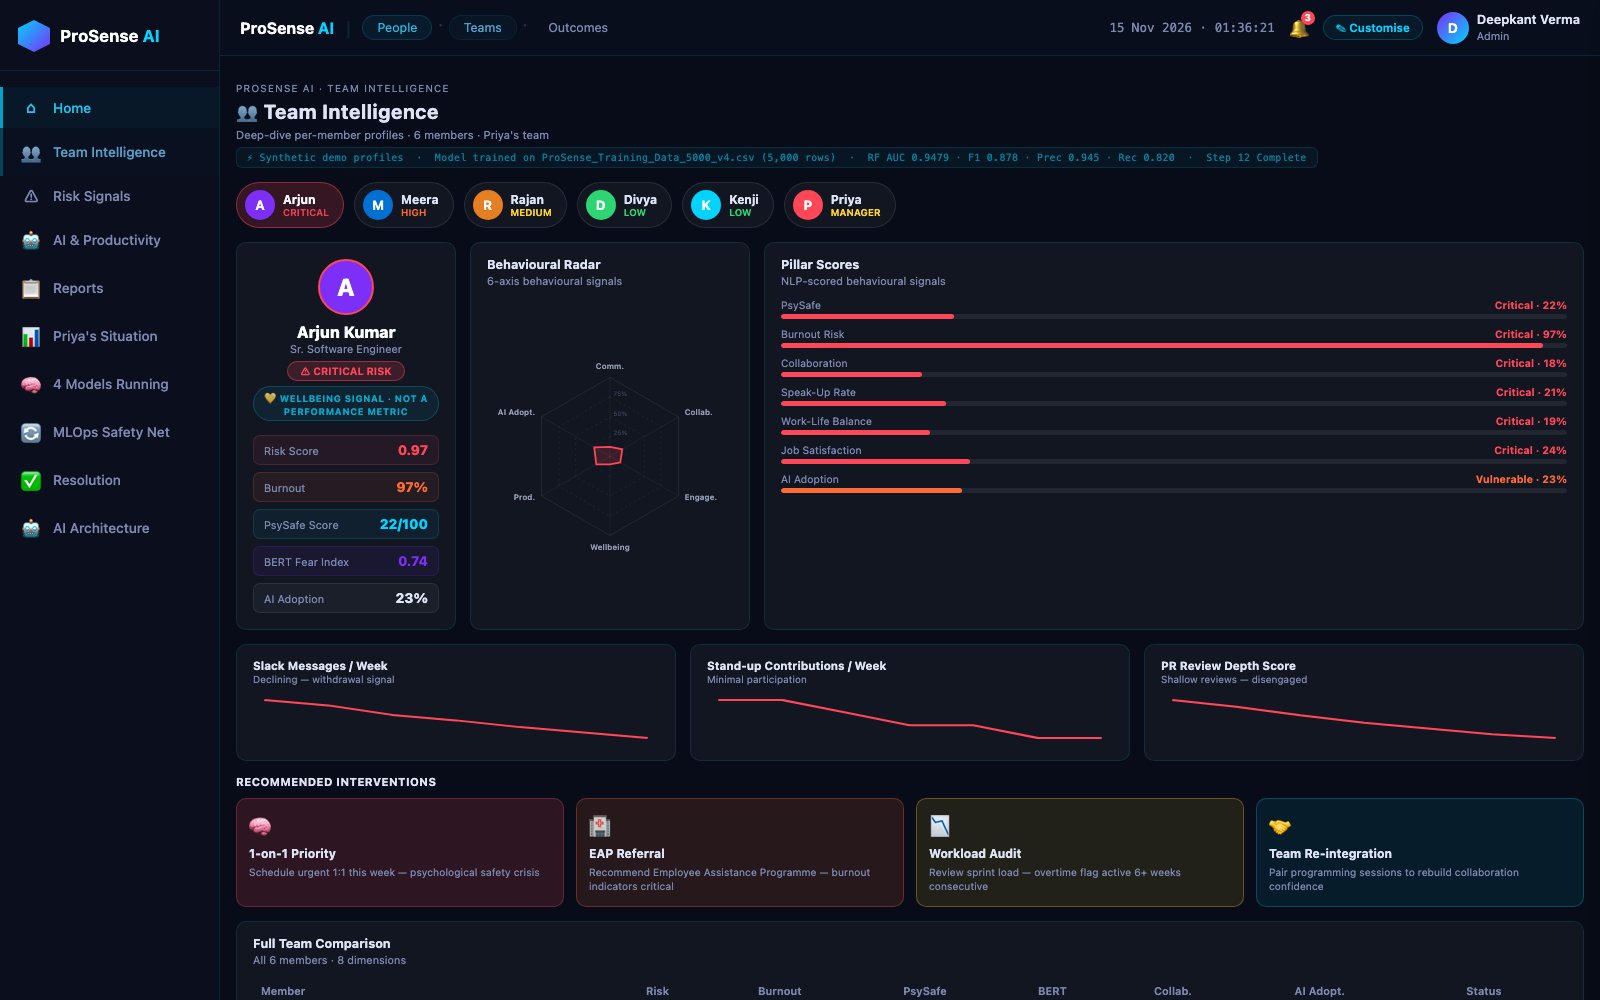 ProSense AI
Home
Team Intelligence
Risk Signals
AI & Productivity
Reports
Priya's Situation
4 Models Running
MLOps Safety Net
Resolution
AI Architecture
ProSense AI
People
Teams
Outcomes
15 Nov 2026 · 01:36:21
3
✎ Customise
D
Deepkant Verma
Admin
PROSENSE AI · TEAM INTELLIGENCE
Team Intelligence
Deep-dive per-member profiles · 6 members · Priya's team
⚡ Synthetic demo profiles · Model trained on ProSense_Training_Data_5000_v4.csv (5,000 rows) · RF AUC 0.9479 · F1 0.878 · Prec 0.945 · Rec 0.820 · Step 12 Complete
A
Arjun
CRITICAL
M
Meera
HIGH
R
Rajan
MEDIUM
D
Divya
LOW
K
Kenji
LOW
P
Priya
MANAGER
A
Arjun Kumar
Sr. Software Engineer
⚠ CRITICAL RISK
WELLBEING SIGNAL · NOT A
PERFORMANCE METRIC
Risk Score 0.97
Burnout 97%
PsySafe Score 22/100
BERT Fear Index 0.74
AI Adoption 23%
Behavioural Radar
6-axis behavioural signals
Comm.
75%
AI Adopt.
50%
Collab.
25%
Prod.
Engage.
Wellbeing
Pillar Scores
NLP-scored behavioural signals
PsySafe Critical · 22%
Burnout Risk Critical · 97%
Collaboration Critical · 18%
Speak-Up Rate Critical · 21%
Work-Life Balance Critical · 19%
Job Satisfaction Critical · 24%
AI Adoption Vulnerable · 23%
Slack Messages / Week
Declining — withdrawal signal
Stand-up Contributions / Week
Minimal participation
PR Review Depth Score
Shallow reviews — disengaged
RECOMMENDED INTERVENTIONS
1-on-1 Priority
Schedule urgent 1:1 this week — psychological safety crisis
EAP Referral
Recommend Employee Assistance Programme — burnout
indicators critical
Workload Audit
Review sprint load — overtime flag active 6+ weeks
consecutive
Team Re-integration
Pair programming sessions to rebuild collaboration
confidence
Full Team Comparison
All 6 members · 8 dimensions
Member Risk Burnout PsySafe BERT Collab. AI Adopt. Status